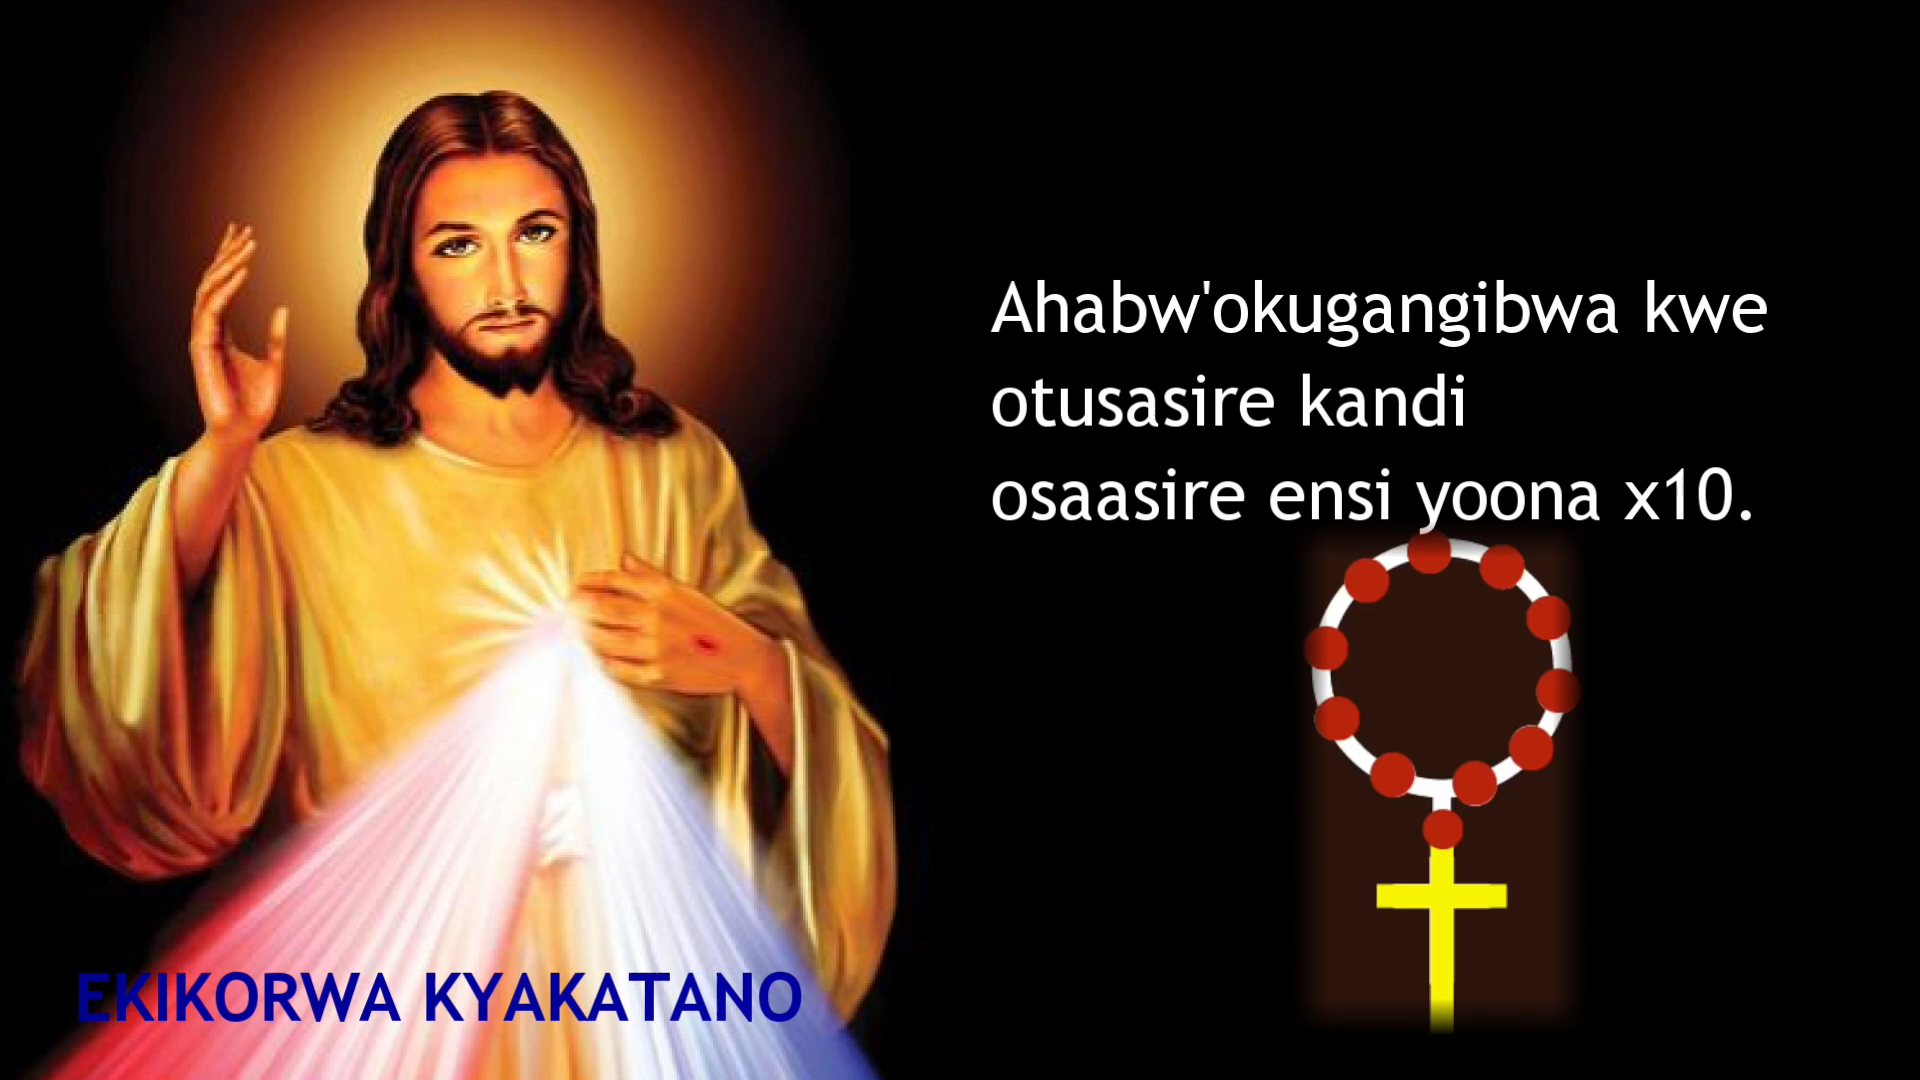 Ahabw'okugangibwa kwe
otusasire kandi
osaasire ensi yoona x10.
EKIKORWA KYAKATANO